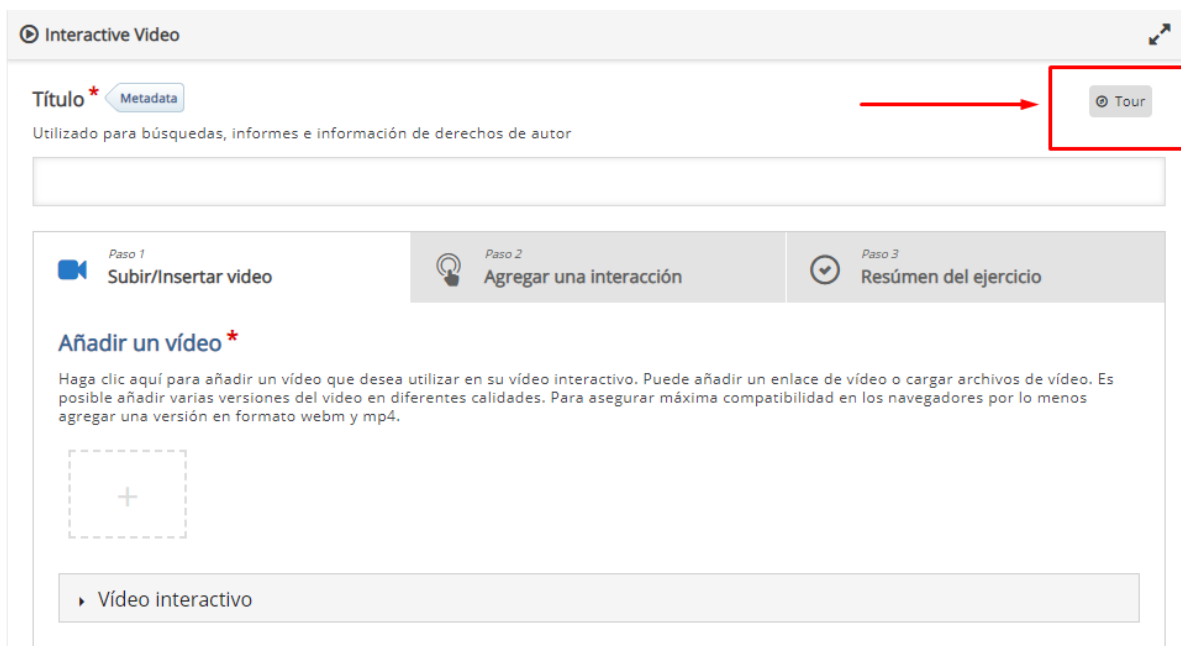 Interactive Video
Título * Metadata
Tour
Utilizado para búsquedas, informes e información de derechos de autor
Paso 1
Subir/Insertar video
Paso 2
Agregar una interacción
Paso 3
Resúmen del ejercicio
Añadir un vídeo *
Haga clic aquí para añadir un vídeo que desea utilizar en su vídeo interactivo. Puede añadir un enlace de vídeo o cargar archivos de vídeo. Es
posible añadir varias versiones del video en diferentes calidades. Para asegurar máxima compatibilidad en los navegadores por lo menos
agregar una versión en formato webm y mp4.
Vídeo interactivo